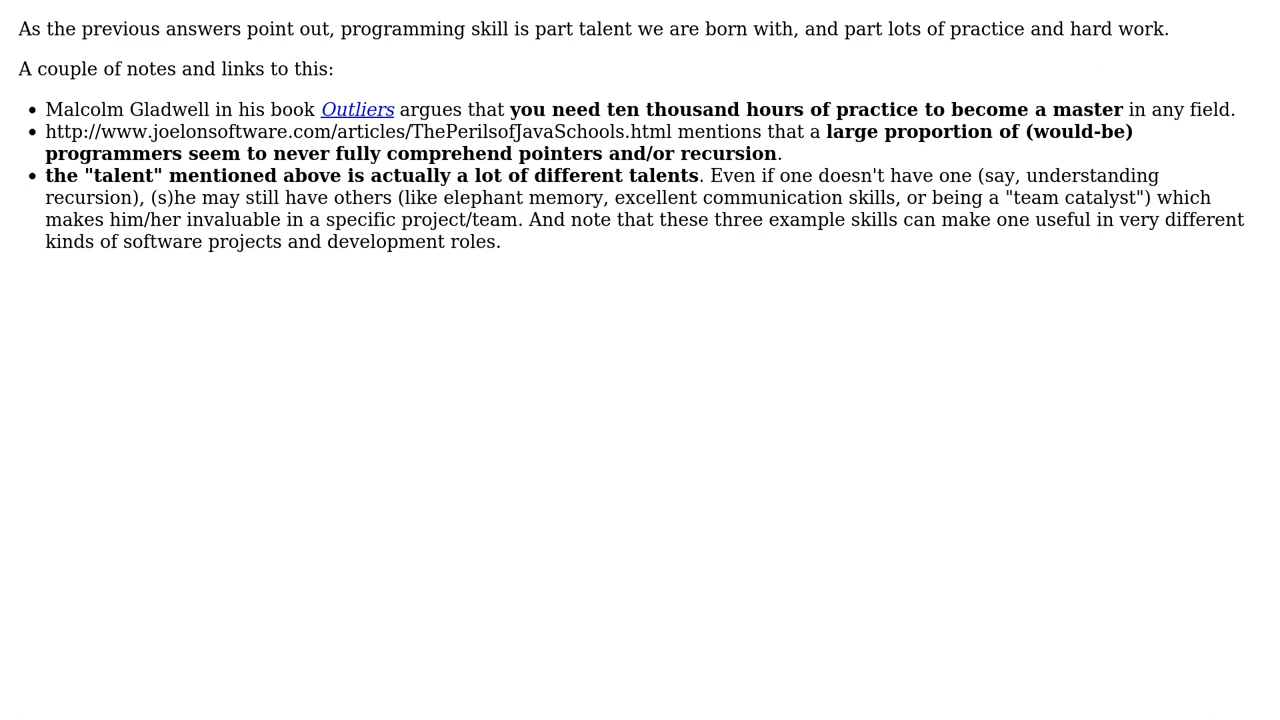 As the previous answers point out, programming skill is part talent we are born with, and part lots of practice and hard work.
A couple of notes and links to this:
• Malcolm Gladwell in his book Outliers argues that you need ten thousand hours of practice to become a master in any field.
• http://www.joelonsoftware.com/articles/ThePerilsofJavaSchools.html mentions that a large proportion of (would-be)
programmers seem to never fully comprehend pointers and/or recursion.
• the "talent" mentioned above is actually a lot of different talents. Even if one doesn't have one (say, understanding
recursion), (s)he may still have others (like elephant memory, excellent communication skills, or being a "team catalyst") which
makes him/her invaluable in a specific project/team. And note that these three example skills can make one useful in very different
kinds of software projects and development roles.